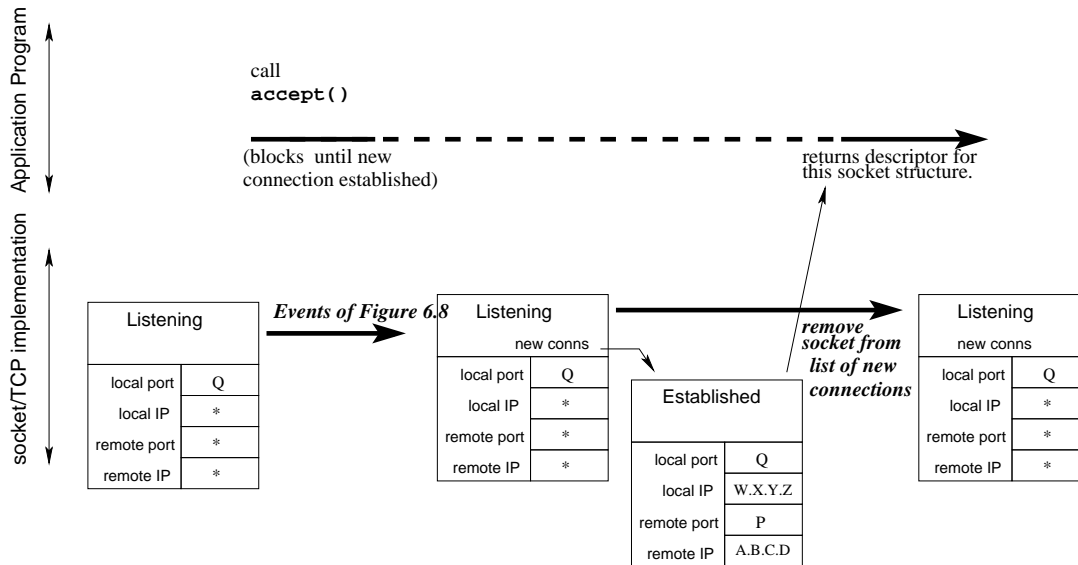 Application Program
call
accept()
(blocks until new
connection established)
returns descriptor for
this socket structure.
socket/TCP implementation
Listening
local port Q
local IP *
remote port *
remote IP *
Events of Figure 6.8
Listening
new conns
local port Q
local IP *
remote port *
remote IP *
Established
local port Q
local IP W.X.Y.Z
remote port P
remote IP A.B.C.D
remove
socket from
list of new
connections
Listening
new conns
local port Q
local IP *
remote port *
remote IP *